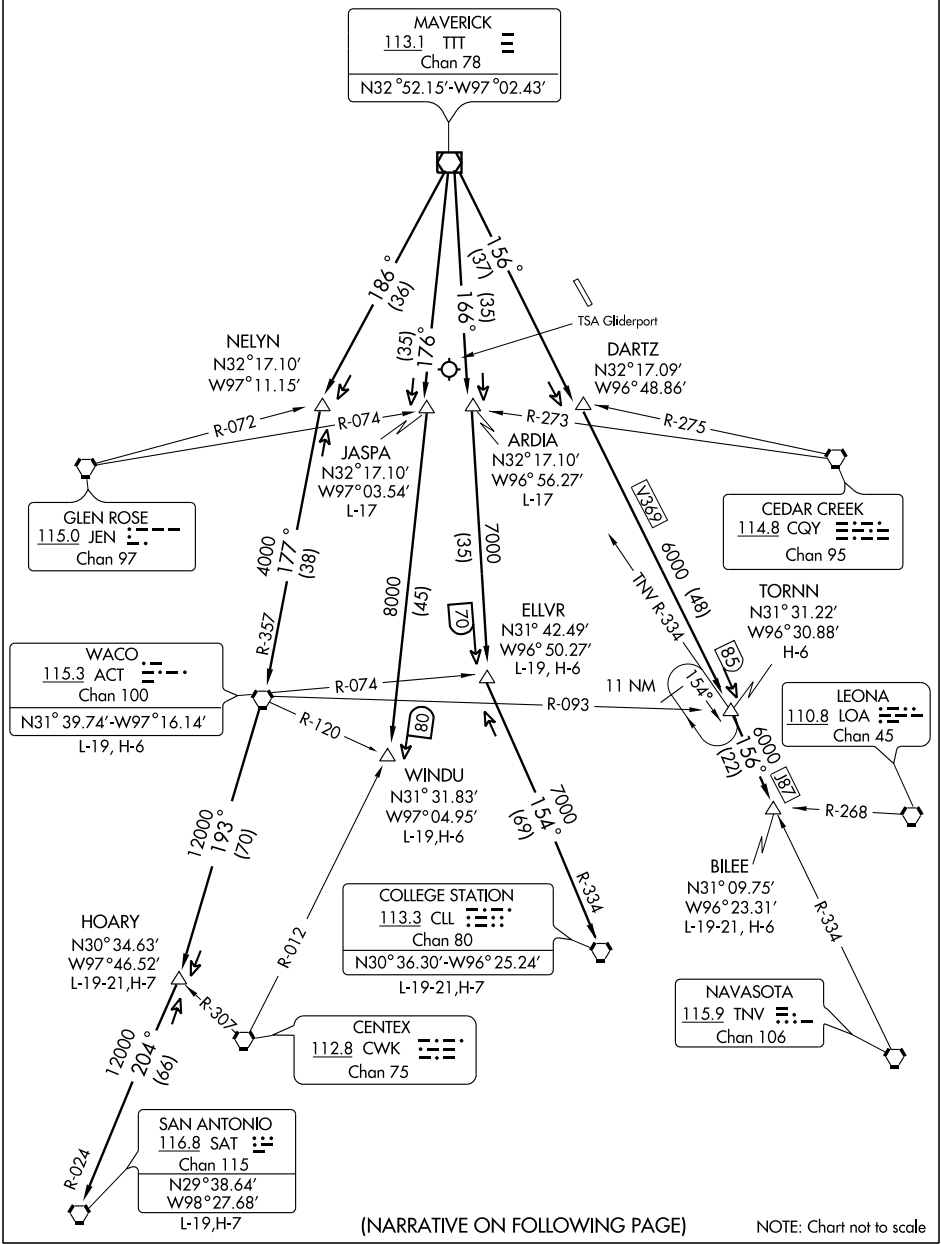 MAVERICK
113.1 TTT
Chan 78
N32°52.15′-W97°02.43′
186°
(36)
(35)
176°
(35)
166°
156°
(37)
TSA Gliderport
NELYN
N32°17.10′
W97°11.15′
DARTZ
N32°17.09′
W96°48.86′
R-072
R-074
R-273
R-275
JASPA
N32°17.10′
W97°03.54′
L-17
ARDIA
N32°17.10′
W96°56.27′
L-17
GLEN ROSE
115.0 JEN
Chan 97
CEDAR CREEK
114.8 CQY
Chan 95
4000
177°
(38)
R-357
8000
(45)
7000
(35)
V369
6000
(48)
TNV R-334
TORNN
N31°31.22′
W96°30.88′
H-6
ELLVR
N31°42.49′
W96°50.27′
L-19, H-6
70
85
WACO
115.3 ACT
Chan 100
N31°39.74′-W97°16.14′
L-19, H-6
R-074
R-093
R-120
11 NM
154°
LEONA
110.8 LOA
Chan 45
80
WINDU
N31°31.83′
W97°04.95′
L-19,H-6
6000
156°
(22)
J87
R-268
BILEE
N31°09.75′
W96°23.31′
L-19-21, H-6
12000
193°
(70)
7000
154°
(69)
R-334
R-334
COLLEGE STATION
113.3 CLL
Chan 80
N30°36.30′-W96°25.24′
L-19-21,H-7
HOARY
N30°34.63′
W97°46.52′
L-19-21,H-7
R-012
R-307
CENTEX
112.8 CWK
Chan 75
NAVASOTA
115.9 TNV
Chan 106
12000
204°
(66)
R-024
SAN ANTONIO
116.8 SAT
Chan 115
N29°38.64′
W98°27.68′
L-19,H-7
(NARRATIVE ON FOLLOWING PAGE)
NOTE: Chart not to scale